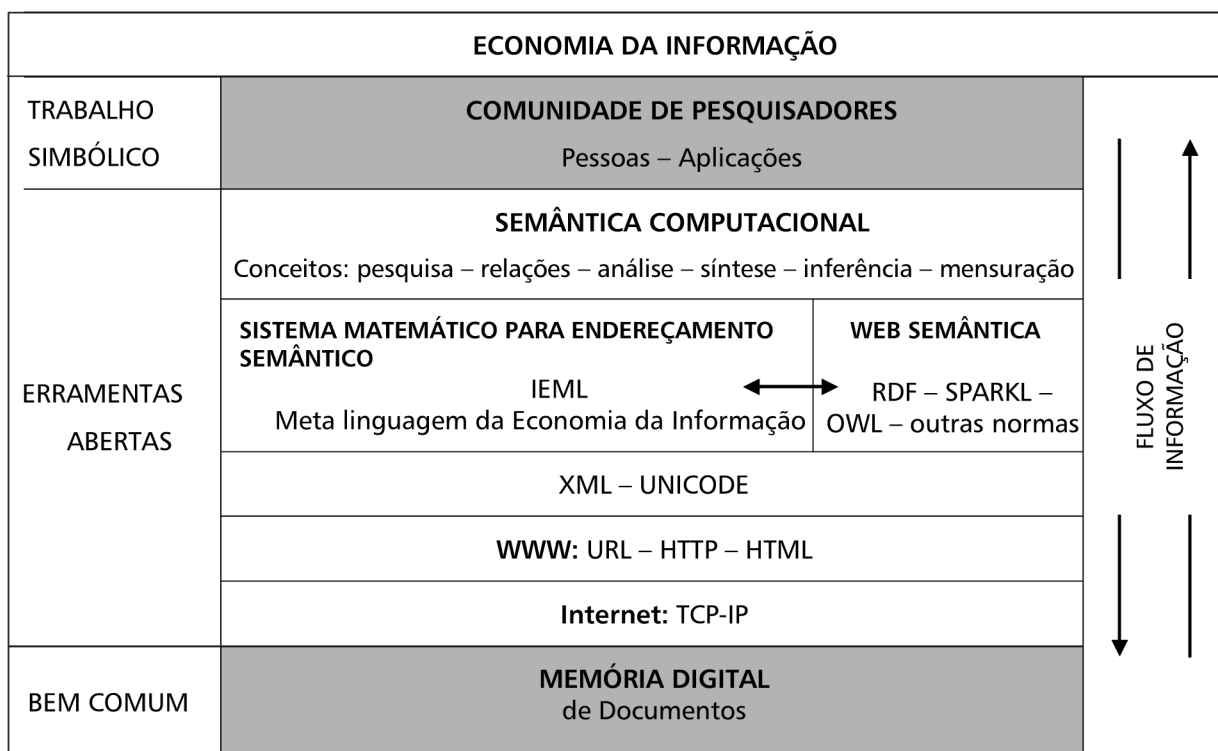 ECONOMIA DA INFORMAÇÃO
TRABALHO
SIMBÓLICO
COMUNIDADE DE PESQUISADORES
Pessoas – Aplicações
ERRAMENTAS
ABERTAS
SEMÂNTICA COMPUTACIONAL
Conceitos: pesquisa – relações – análise – síntese – inferência – mensuração
SISTEMA MATEMÁTICO PARA ENDEREÇAMENTO
SEMÂNTICO
IEML
Meta linguagem da Economia da Informação
WEB SEMÂNTICA
RDF – SPARKL –
OWL – outras normas
XML – UNICODE
WWW: URL – HTTP – HTML
Internet: TCP-IP
BEM COMUM
MEMÓRIA DIGITAL
de Documentos
FLUXO DE
INFORMAÇÃO